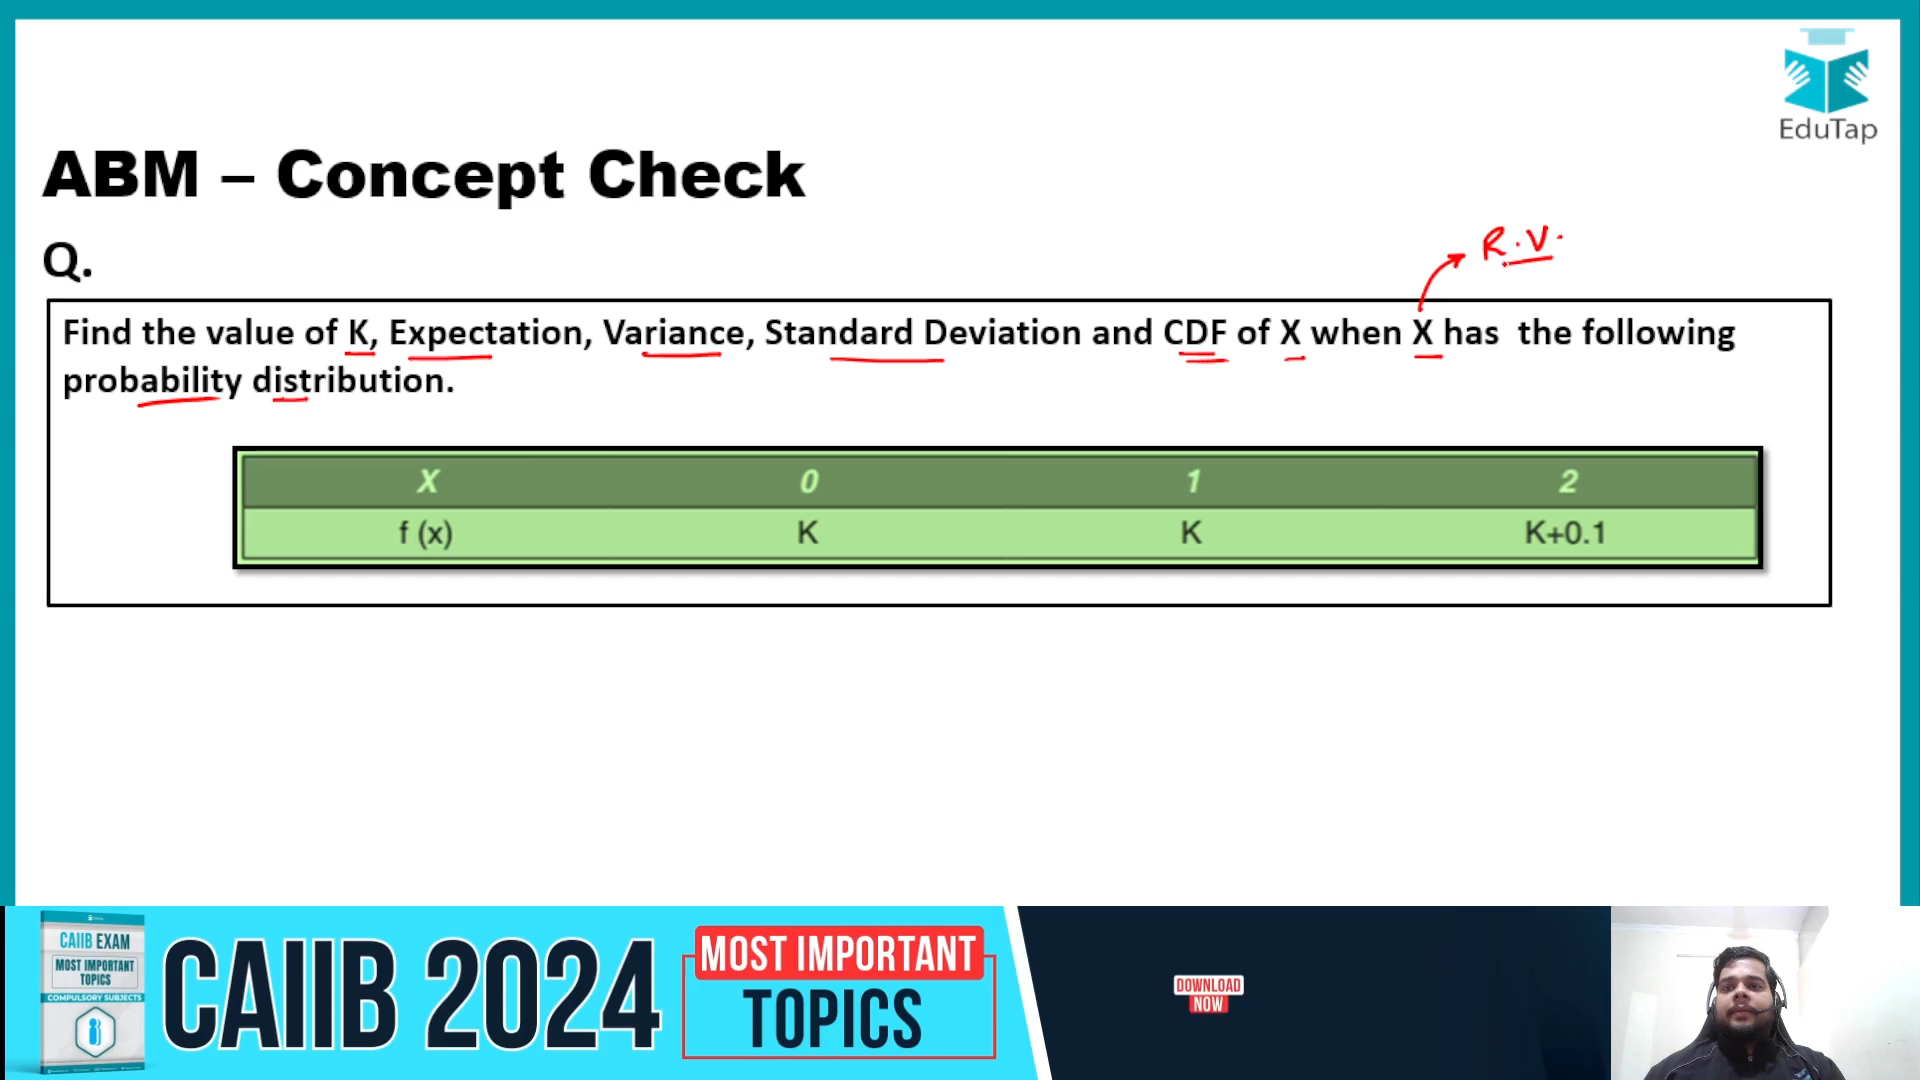 EduTap
ABM – Concept Check
Q.
R.V.
Find the value of K, Expectation, Variance, Standard Deviation and CDF of X when X has the following
probability distribution.
X 0 1 2
f (x) K K K+0.1
CAIIB EXAM
MOST IMPORTANT
TOPICS
COMPULSORY SUBJECTS
CAIIB 2024
MOST IMPORTANT
TOPICS
DOWNLOAD
NOW